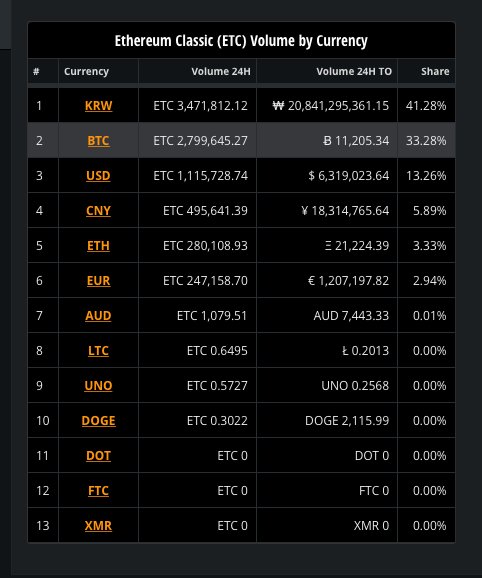 Ethereum Classic (ETC) Volume by Currency
# Currency Volume 24H Volume 24H TO Share
1 KRW ETC 3,471,812.12 ₩ 20,841,295,361.15 41.28%
2 BTC ETC 2,799,645.27 Ƀ 11,205.34 33.28%
3 USD ETC 1,115,728.74 $ 6,319,023.64 13.26%
4 CNY ETC 495,641.39 ¥ 18,314,765.64 5.89%
5 ETH ETC 280,108.93 Ξ 21,224.39 3.33%
6 EUR ETC 247,158.70 € 1,207,197.82 2.94%
7 AUD ETC 1,079.51 AUD 7,443.33 0.01%
8 LTC ETC 0.6495 Ł 0.2013 0.00%
9 UNO ETC 0.5727 UNO 0.2568 0.00%
10 DOGE ETC 0.3022 DOGE 2,115.99 0.00%
11 DOT ETC 0 DOT 0 0.00%
12 FTC ETC 0 FTC 0 0.00%
13 XMR ETC 0 XMR 0 0.00%